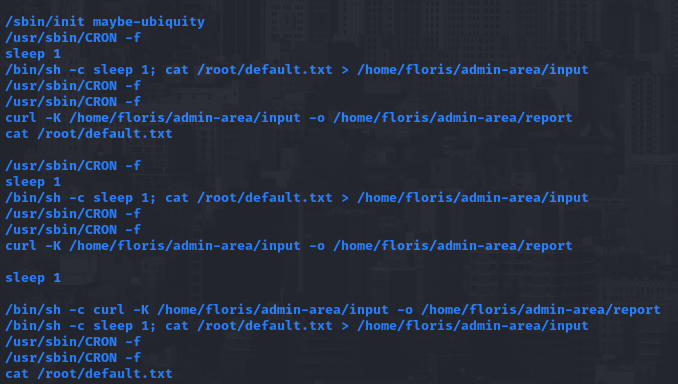 /sbin/init maybe-ubiquity
/usr/sbin/CRON -f
sleep 1
/bin/sh -c sleep 1; cat /root/default.txt > /home/floris/admin-area/input
/usr/sbin/CRON -f
/usr/sbin/CRON -f
curl -K /home/floris/admin-area/input -o /home/floris/admin-area/report
cat /root/default.txt
/usr/sbin/CRON -f
sleep 1
/bin/sh -c sleep 1; cat /root/default.txt > /home/floris/admin-area/input
/usr/sbin/CRON -f
/usr/sbin/CRON -f
curl -K /home/floris/admin-area/input -o /home/floris/admin-area/report
sleep 1
/bin/sh -c curl -K /home/floris/admin-area/input -o /home/floris/admin-area/report
/bin/sh -c sleep 1; cat /root/default.txt > /home/floris/admin-area/input
/usr/sbin/CRON -f
/usr/sbin/CRON -f
cat /root/default.txt